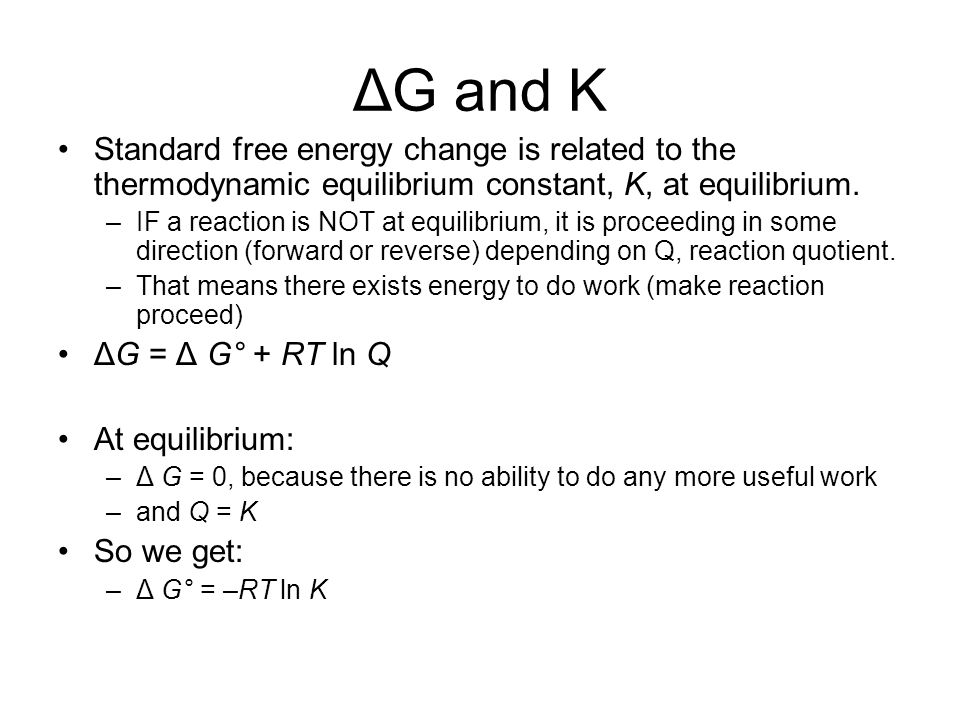 ΔG and K
• Standard free energy change is related to the
thermodynamic equilibrium constant, K, at equilibrium.
– IF a reaction is NOT at equilibrium, it is proceeding in some
direction (forward or reverse) depending on Q, reaction quotient.
– That means there exists energy to do work (make reaction
proceed)
• ΔG = Δ G° + RT ln Q
• At equilibrium:
– Δ G = 0, because there is no ability to do any more useful work
– and Q = K
• So we get:
– Δ G° = –RT ln K